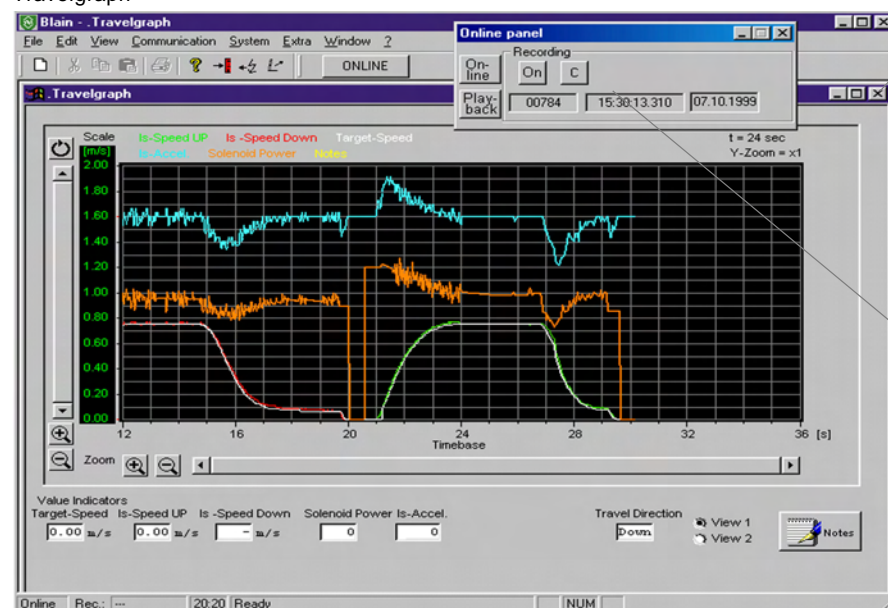 Travelgraph
Blain - .Travelgraph
File Edit View Communication System Extra Window ?
ONLINE
Online panel
Recording
On-line
On C
Play-back
00784 15:30:13.310 07.10.1999
.Travelgraph
Scale Is-Speed UP Is -Speed Down Target-Speed t = 24 sec
[m/s] Is-Accel. Solenoid Power Notes Y-Zoom = x1
2.00
1.80
1.60
1.40
1.20
1.00
0.80
0.60
0.40
0.20
0.00
12 16 20 24 28 32 36 [s]
Timebase
Zoom
Value Indicators
Target-Speed Is-Speed UP Is -Speed Down Solenoid Power Is-Accel. Travel Direction
0.00 m/s 0.00 m/s - m/s 0 0 Down
View 1
View 2
Notes
Online Rec.: --- 20:20 Ready NUM